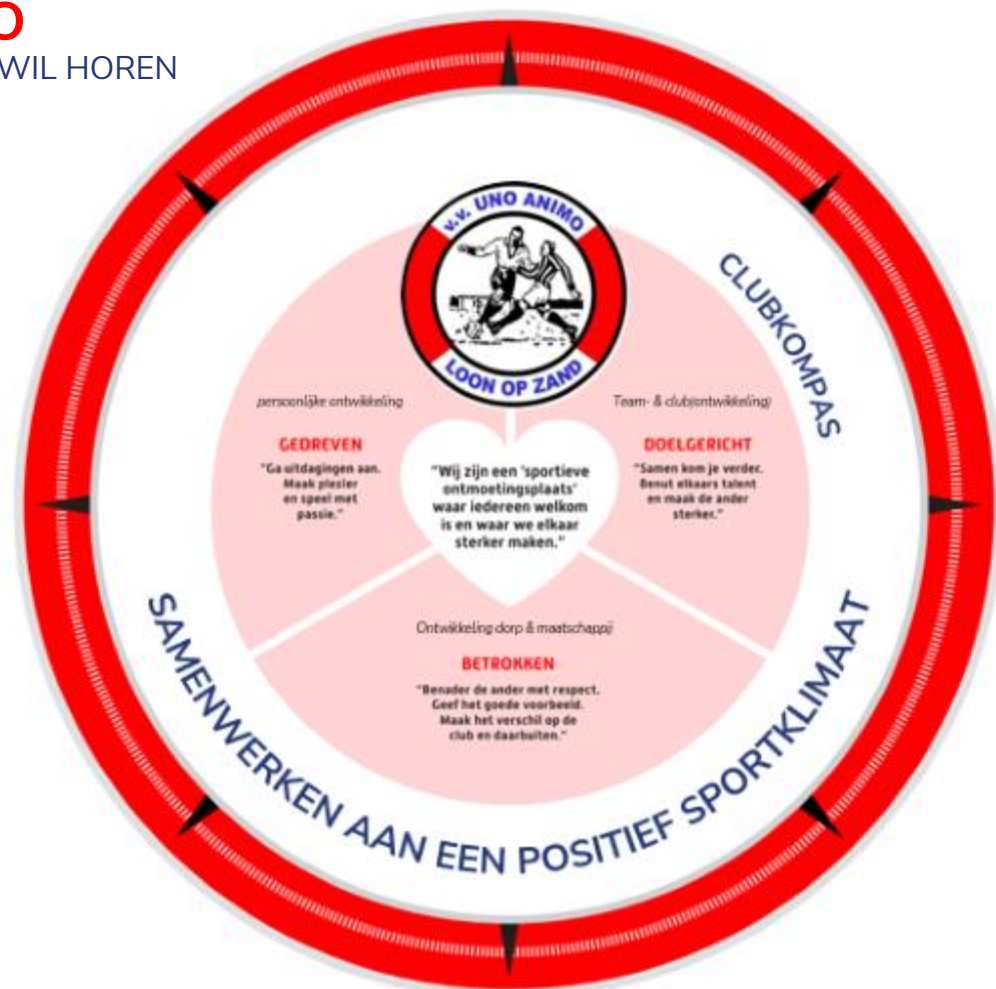 O
WIL HOREN
v.v. UNO ANIMO
LOON OP ZAND
CLUBKOMPAS
persoonlijke ontwikkeling
GEDREVEN
"Ga uitdagingen aan.
Maak plezier
en speel met
passie."
"Wij zijn een 'sportieve
ontmoetingsplaats'
waar iedereen welkom
is en waar we elkaar
sterker maken."
Team- & club(ontwikkeling)
DOELGERICHT
"Samen kom je verder.
Benut elkaars talent
en maak de ander
sterker."
Ontwikkeling dorp & maatschappij
BETROKKEN
"Benader de ander met respect.
Geef het goede voorbeeld.
Maak het verschil op de
club en daarbuiten."
SAMENWERKEN AAN EEN POSITIEF SPORTKLIMAAT